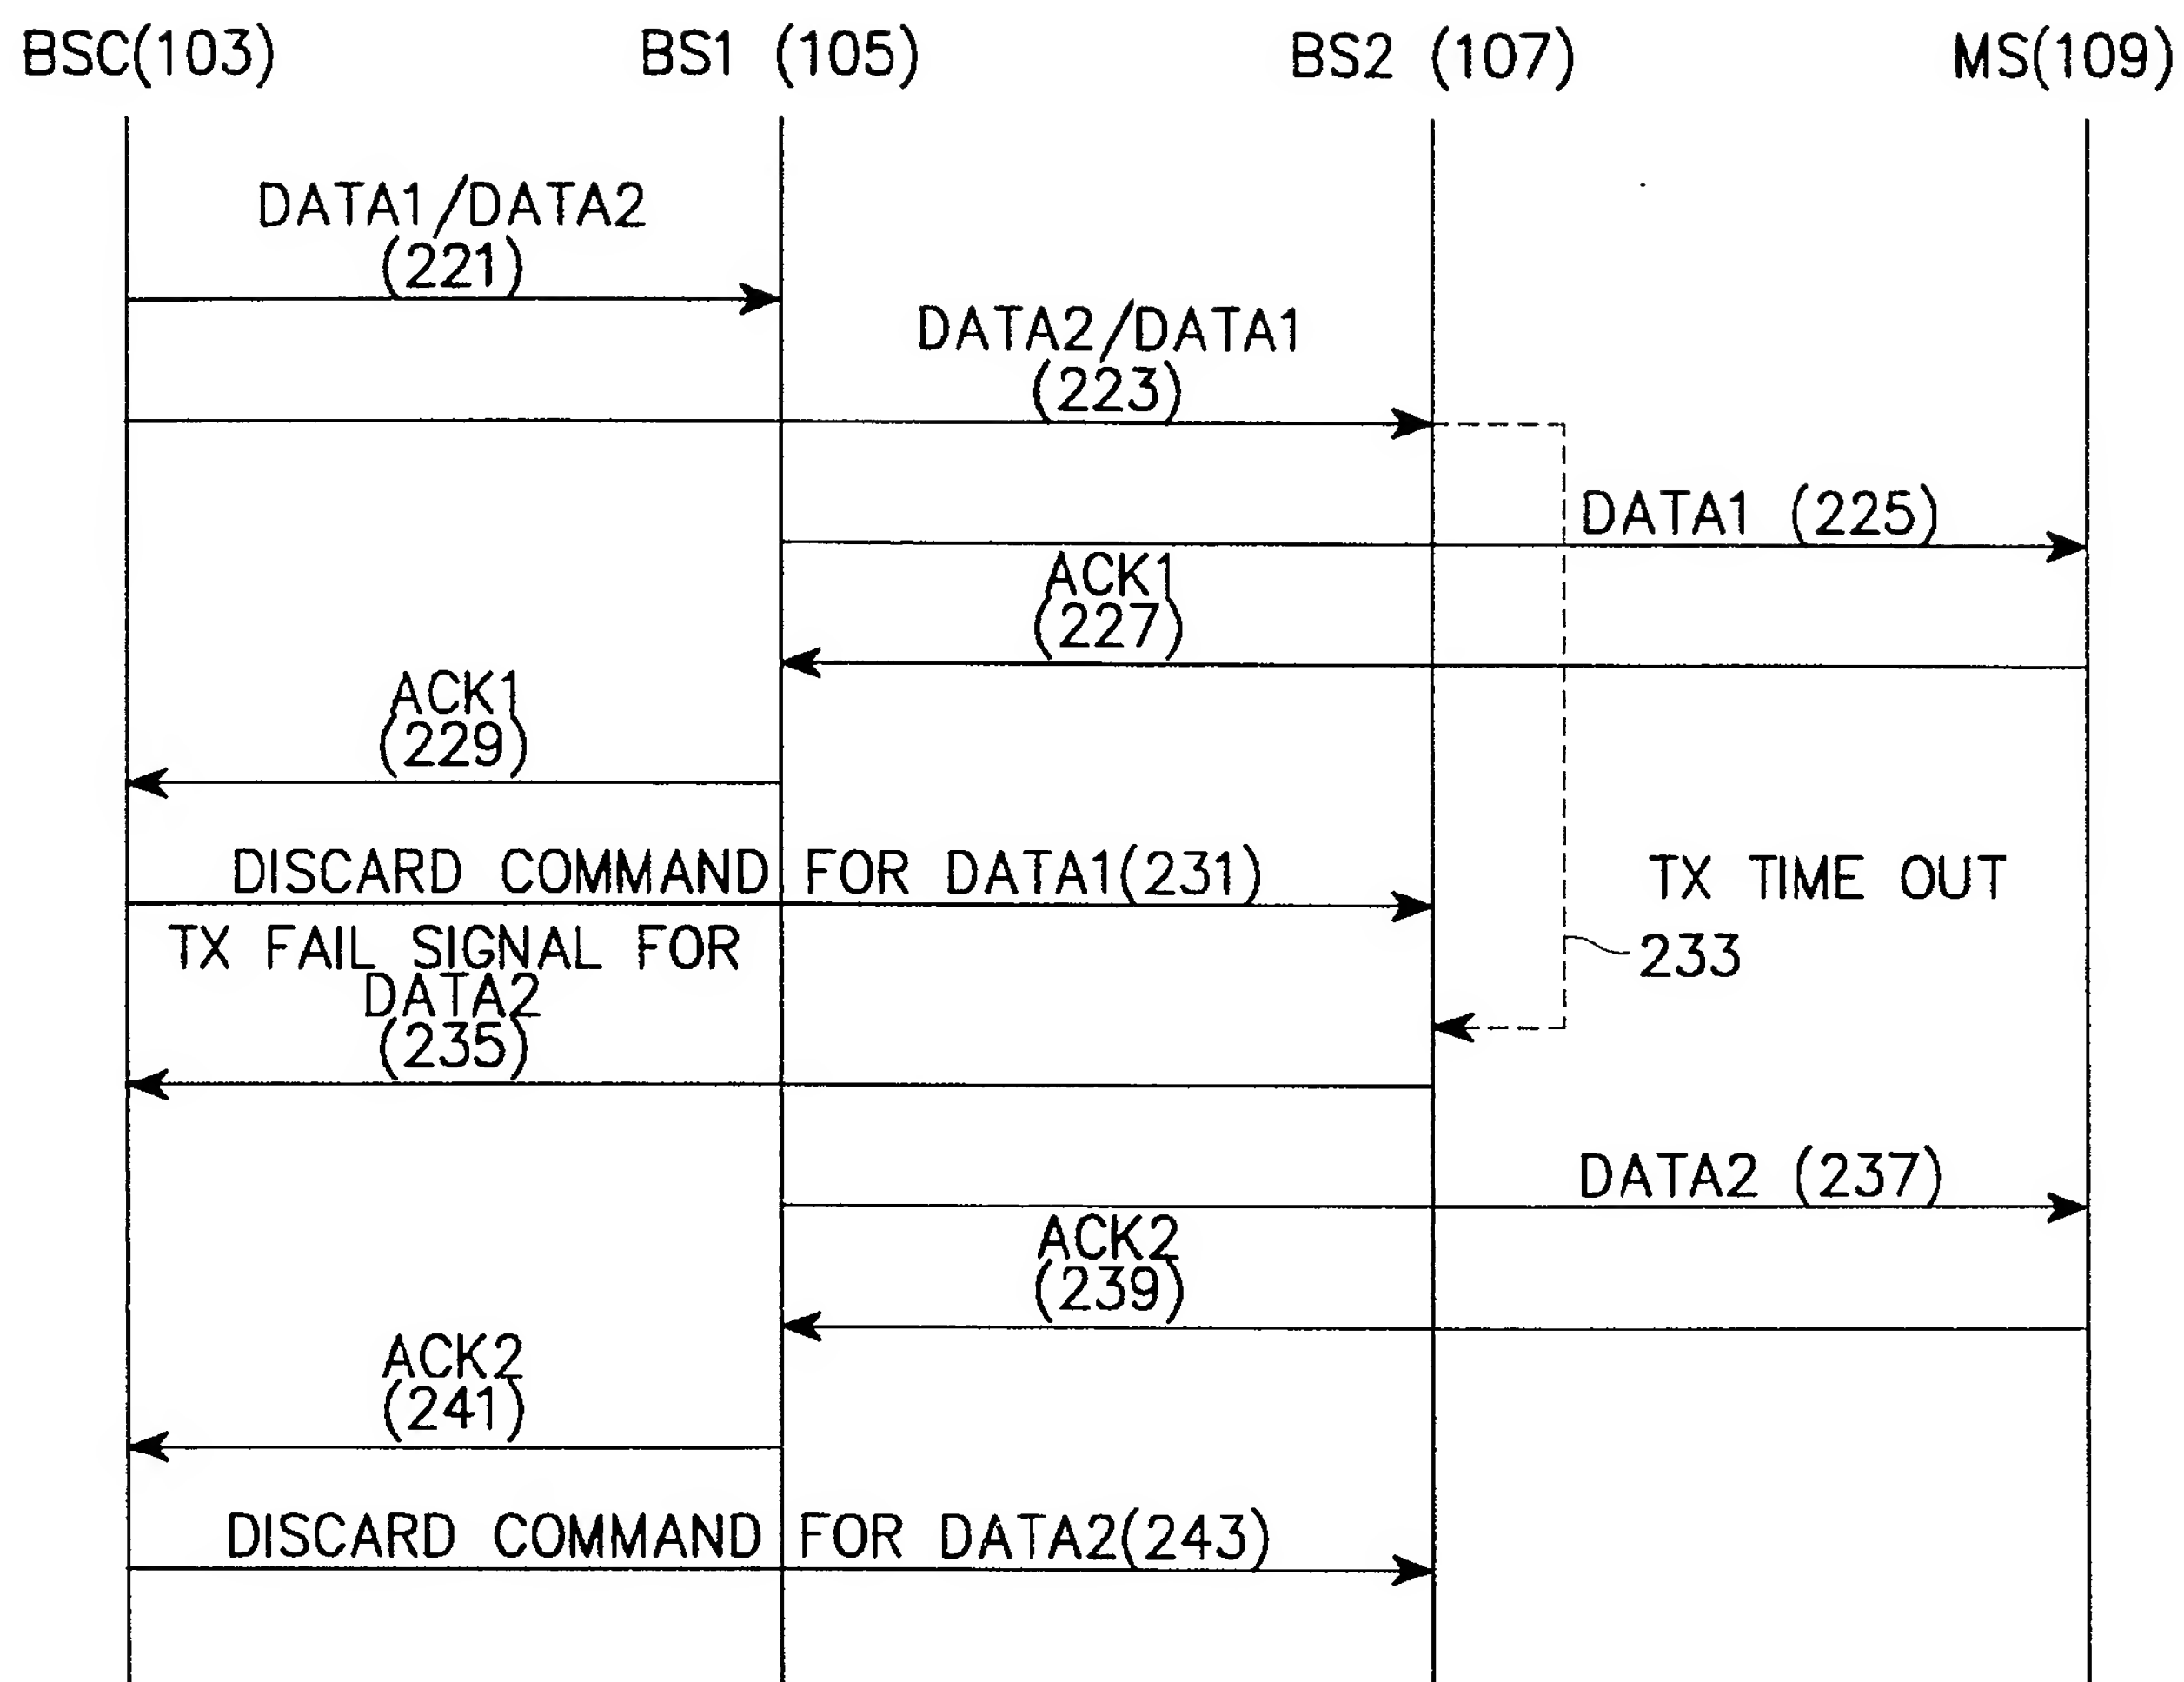 BSC(103) BS1 (105) BS2 (107) MS(109)
DATA1/DATA2
(221)
DATA2/DATA1
(223)
DATA1 (225)
ACK1
(227)
ACK1
(229)
DISCARD COMMAND FOR DATA1(231)
TX TIME OUT
233
TX FAIL SIGNAL FOR
DATA2
(235)
DATA2 (237)
ACK2
(239)
ACK2
(241)
DISCARD COMMAND FOR DATA2(243)